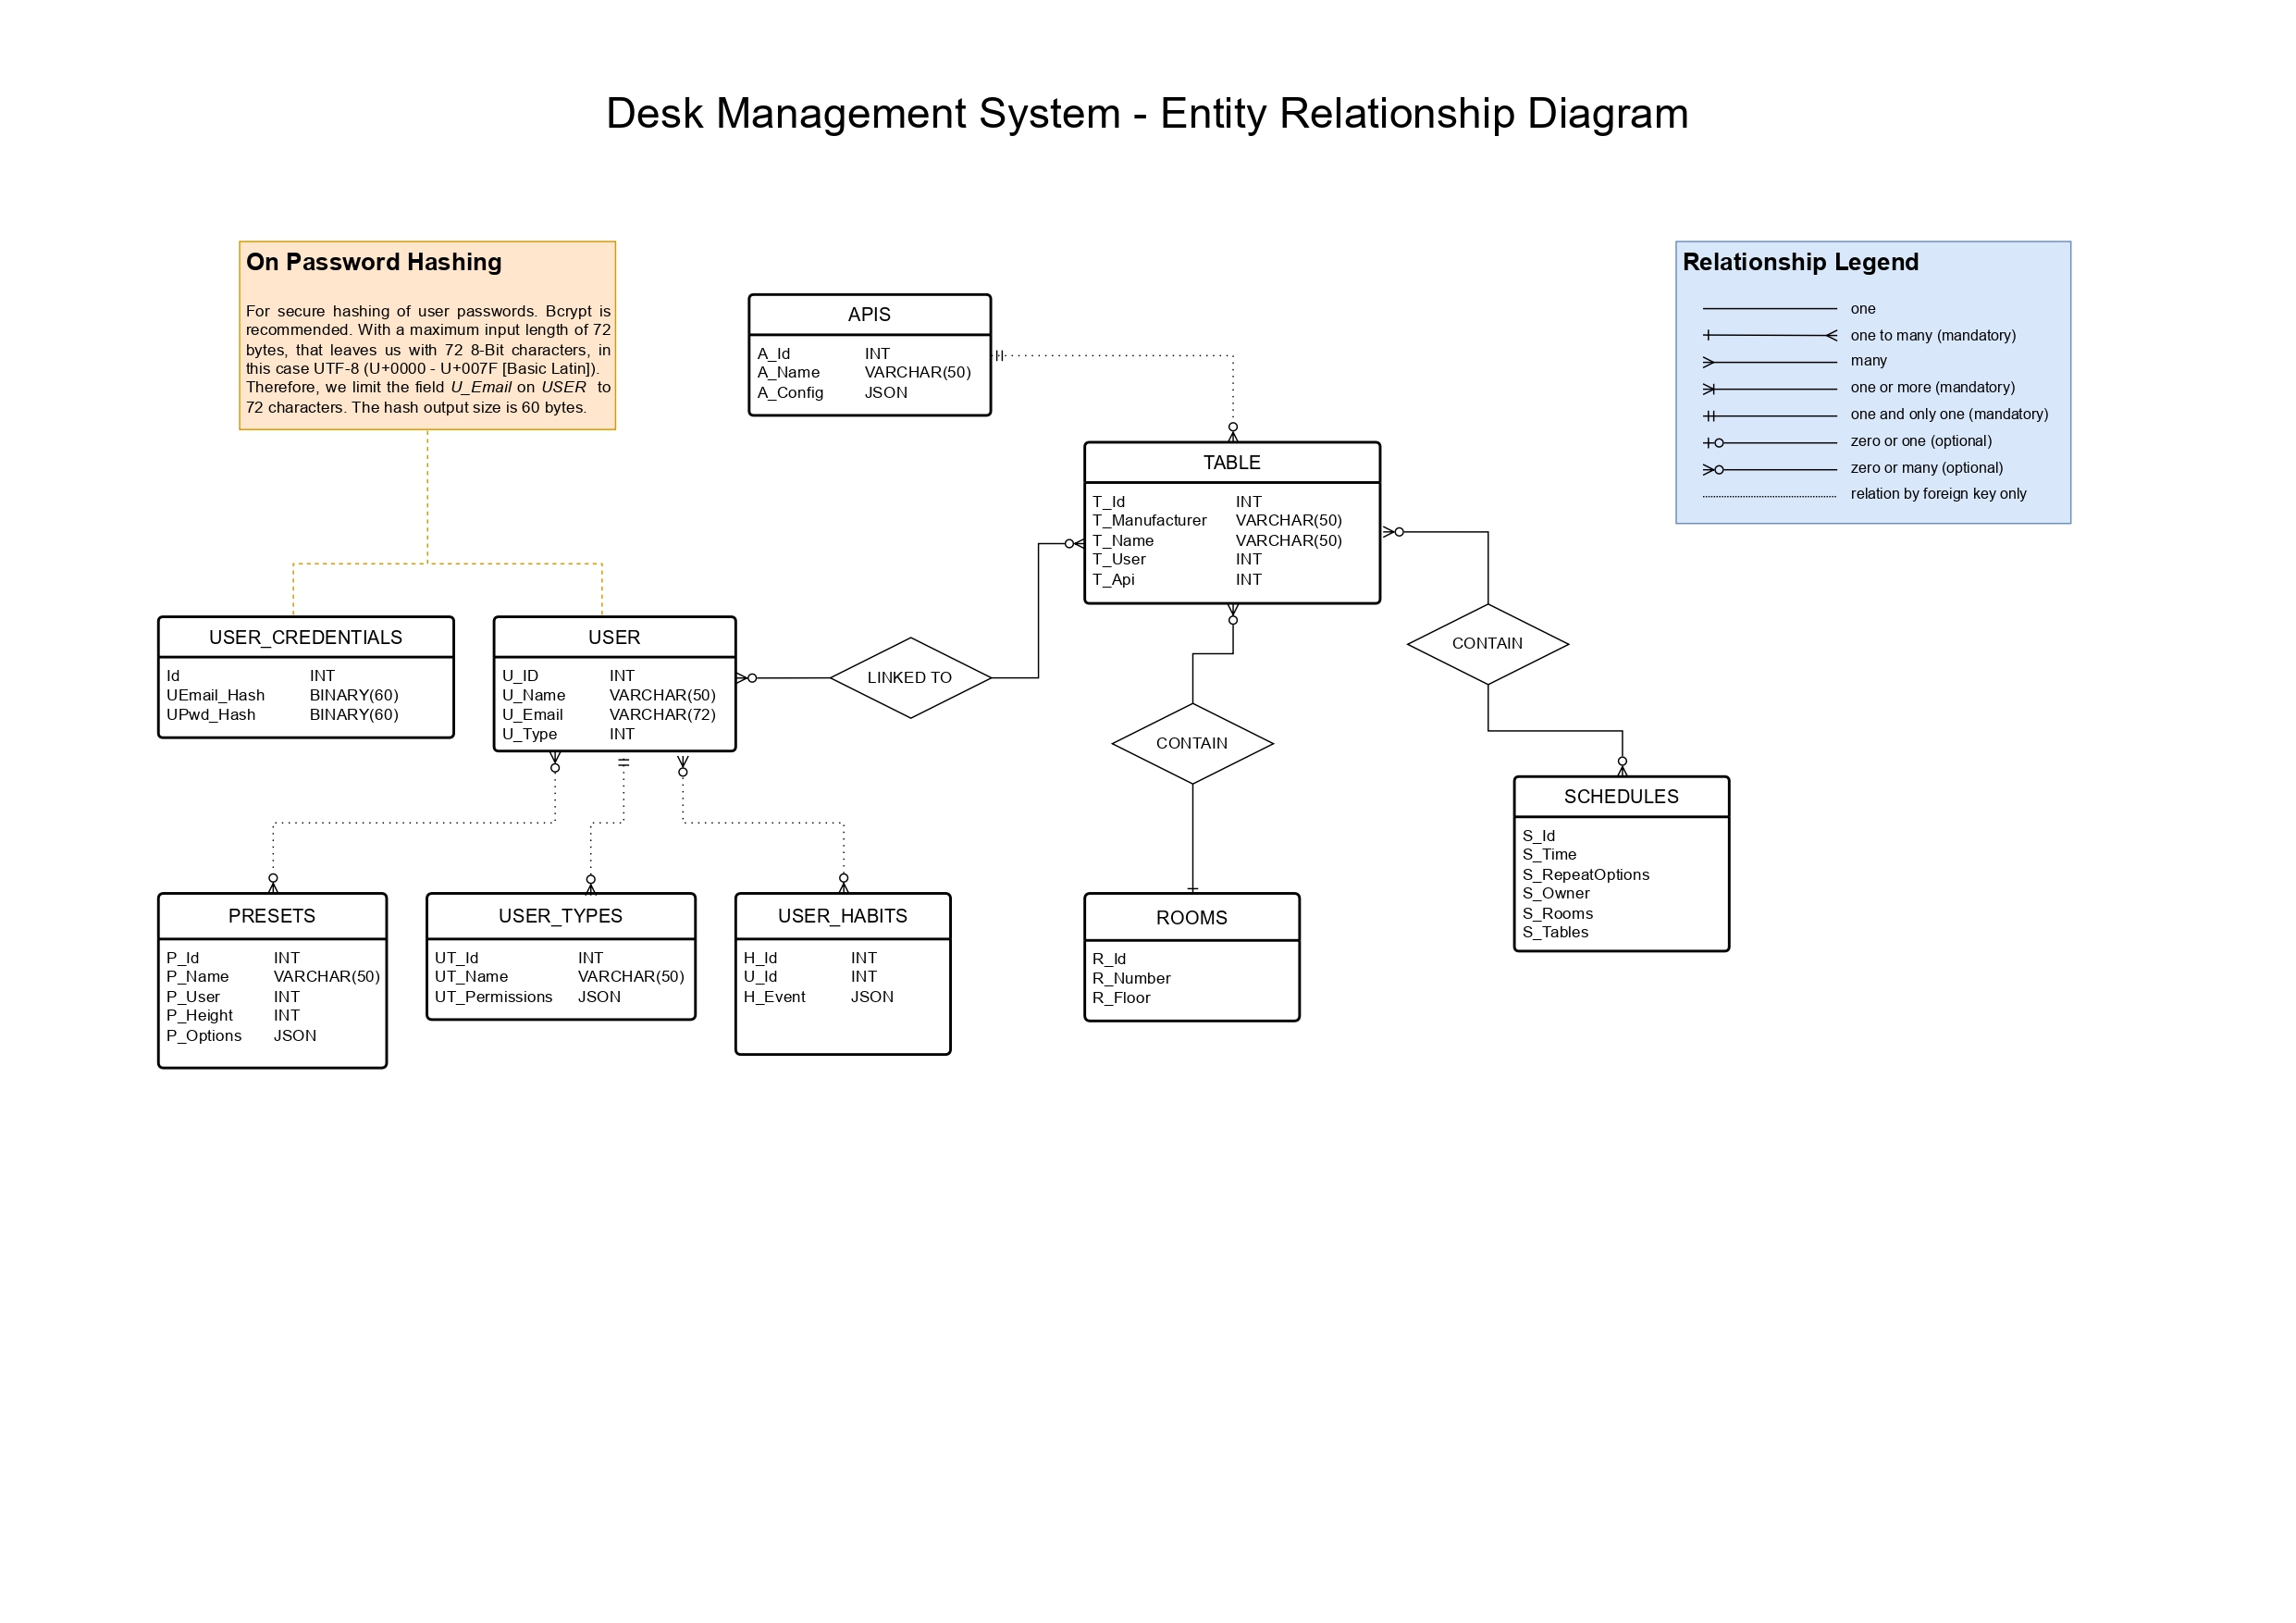 Desk Management System - Entity Relationship Diagram
On Password Hashing
For secure hashing of user passwords. Bcrypt is
recommended. With a maximum input length of 72
bytes, that leaves us with 72 8-Bit characters, in
this case UTF-8 (U+0000 - U+007F [Basic Latin]).
Therefore, we limit the field U_Email on USER to
72 characters. The hash output size is 60 bytes.
Relationship Legend
one
one to many (mandatory)
many
one or more (mandatory)
one and only one (mandatory)
zero or one (optional)
zero or many (optional)
relation by foreign key only
APIS
A_Id INT
A_Name VARCHAR(50)
A_Config JSON
TABLE
T_Id INT
T_Manufacturer VARCHAR(50)
T_Name VARCHAR(50)
T_User INT
T_Api INT
USER_CREDENTIALS
Id INT
UEmail_Hash BINARY(60)
UPwd_Hash BINARY(60)
USER
U_ID INT
U_Name VARCHAR(50)
U_Email VARCHAR(72)
U_Type INT
LINKED TO
CONTAIN
CONTAIN
SCHEDULES
S_Id
S_Time
S_RepeatOptions
S_Owner
S_Rooms
S_Tables
PRESETS
P_Id INT
P_Name VARCHAR(50)
P_User INT
P_Height INT
P_Options JSON
USER_TYPES
UT_Id INT
UT_Name VARCHAR(50)
UT_Permissions JSON
USER_HABITS
H_Id INT
U_Id INT
H_Event JSON
ROOMS
R_Id
R_Number
R_Floor